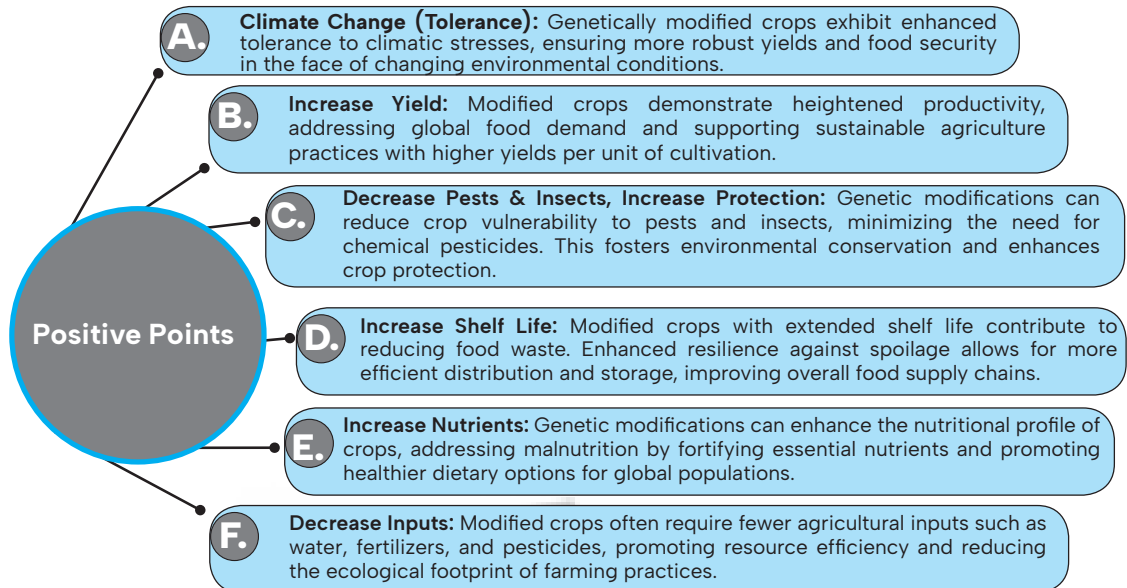 A.
Climate Change (Tolerance): Genetically modified crops exhibit enhanced
tolerance to climatic stresses, ensuring more robust yields and food security
in the face of changing environmental conditions.
B.
Increase Yield: Modified crops demonstrate heightened productivity,
addressing global food demand and supporting sustainable agriculture
practices with higher yields per unit of cultivation.
C.
Decrease Pests & Insects, Increase Protection: Genetic modifications can
reduce crop vulnerability to pests and insects, minimizing the need for
chemical pesticides. This fosters environmental conservation and enhances
crop protection.
Positive Points
D.
Increase Shelf Life: Modified crops with extended shelf life contribute to
reducing food waste. Enhanced resilience against spoilage allows for more
efficient distribution and storage, improving overall food supply chains.
E.
Increase Nutrients: Genetic modifications can enhance the nutritional profile of
crops, addressing malnutrition by fortifying essential nutrients and promoting
healthier dietary options for global populations.
F.
Decrease Inputs: Modified crops often require fewer agricultural inputs such as
water, fertilizers, and pesticides, promoting resource efficiency and reducing
the ecological footprint of farming practices.